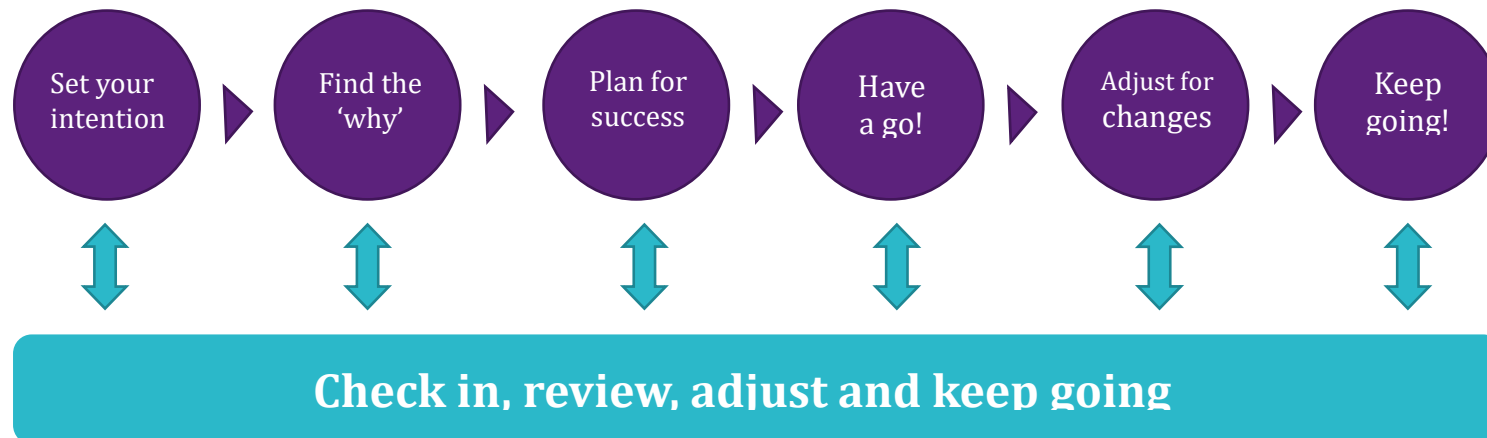 Set your
intention
Find the
‘why’
Plan for
success
Have
a go!
Adjust for
changes
Keep
going!
Check in, review, adjust and keep going